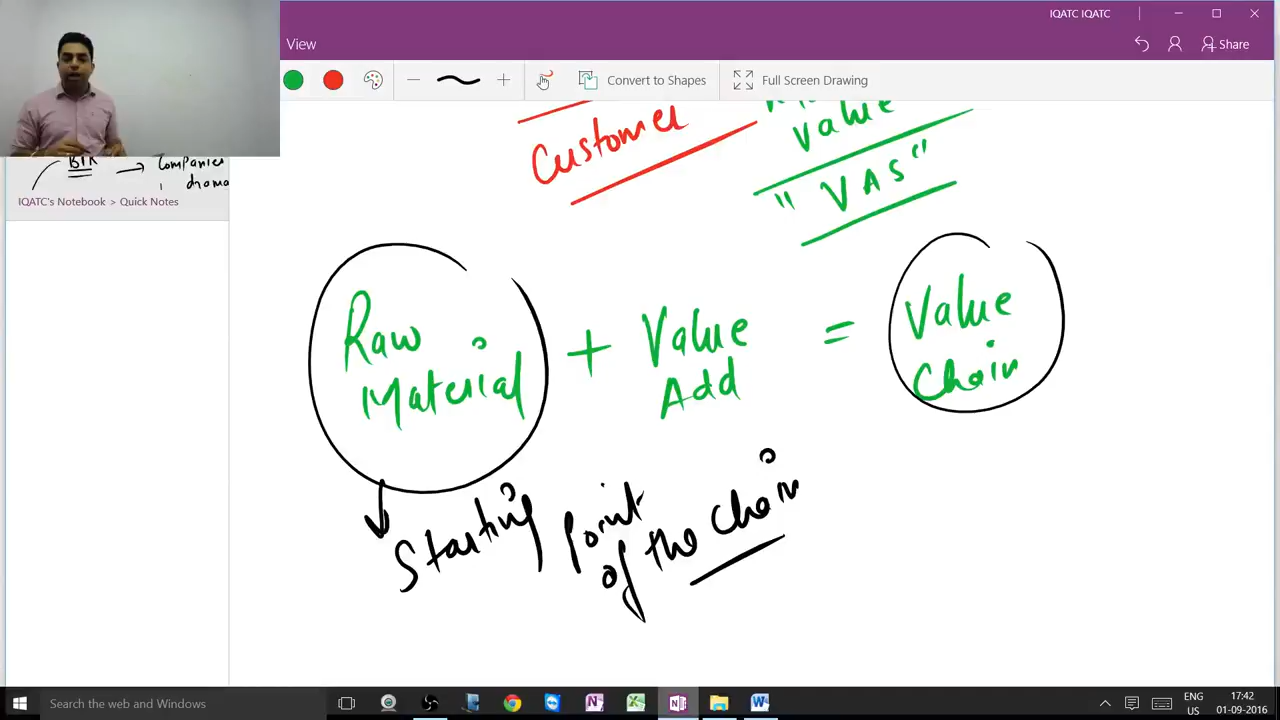 IQATC IQATC
View
Share
Convert to Shapes
Full Screen Drawing
Customer
Value
"VAS"
BTK → Companies
IQATC's Notebook > Quick Notes
Raw Material + Value Add = Value Chain
Starting point of the chain
Search the web and Windows
ENG
US
17:42
01-09-2016